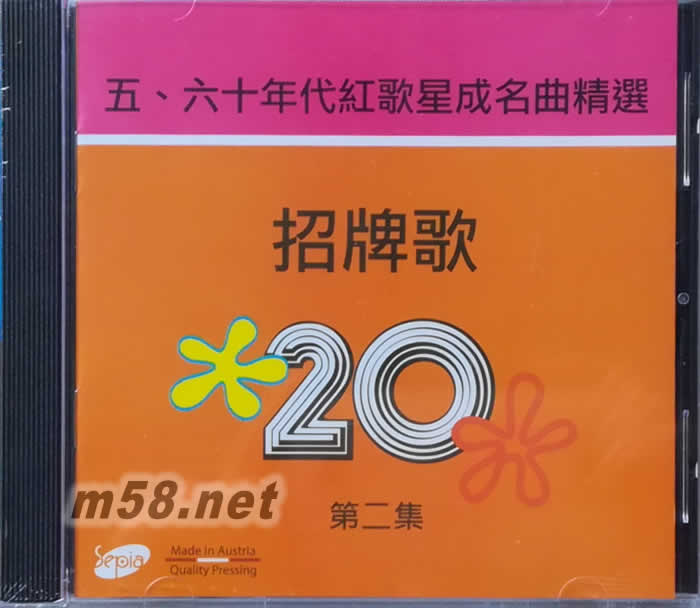 五、六十年代紅歌星成名曲精選
招牌歌
20
m58.net
第二集
Sepia
Made in Austria
Quality Pressing